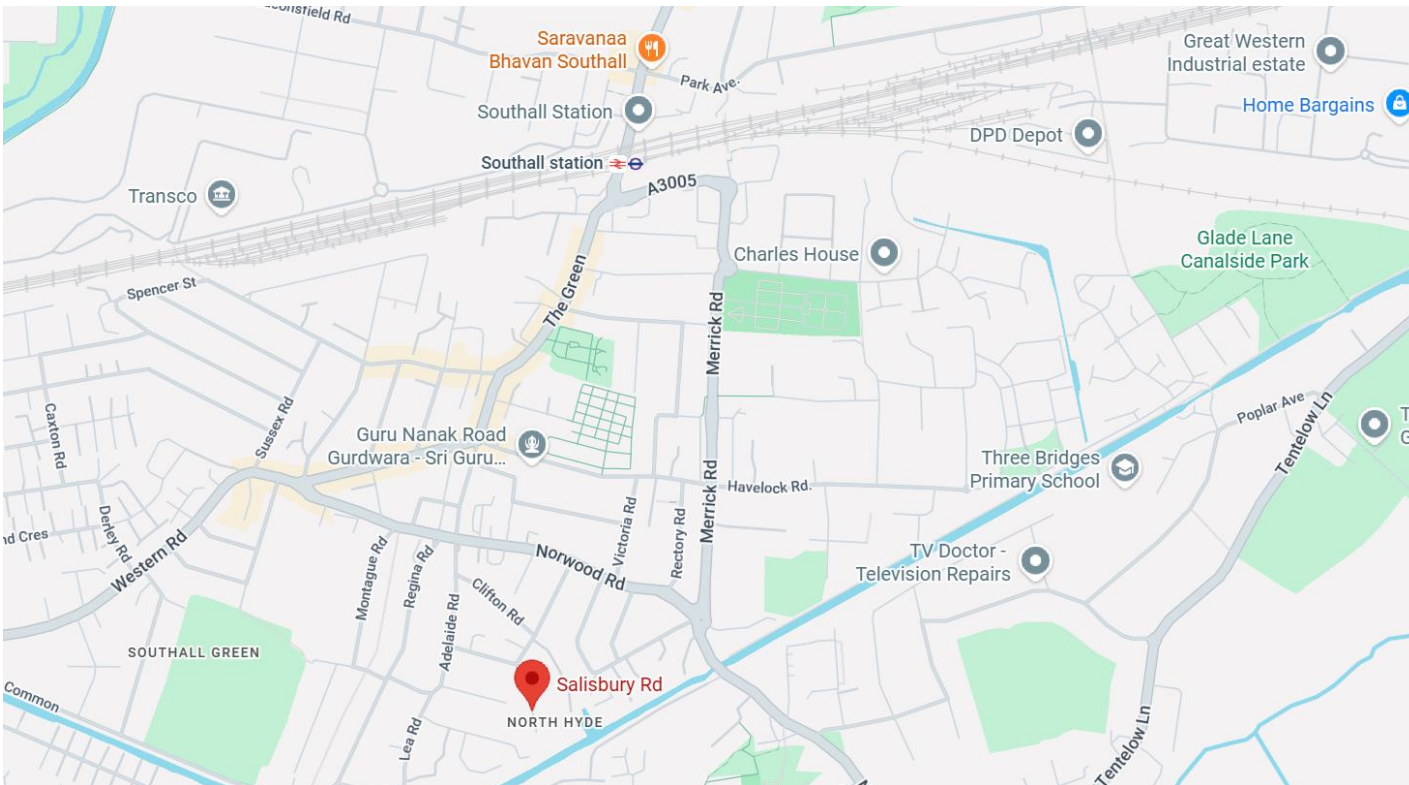 consfield Rd
Saravanaa
Bhavan Southall
Park Ave.
Great Western
Industrial estate
Southall Station
Home Bargains
DPD Depot
Southall station
A3005
Transco
Charles House
Glade Lane
Canalside Park
Spencer St
The Green
Merrick Rd
Caxton Rd
Sussex Rd
Poplar Ave
Tentelow Ln
Guru Nanak Road
Gurdwara - Sri Guru...
Three Bridges
Primary School
Havelock Rd.
Merrick Rd
Derley Rd
nd Cres
Western Rd
Victoria Rd
Rectory Rd
Norwood Rd
Montague Rd
Regina Rd
Clifton Rd
Adelaide Rd
TV Doctor -
Television Repairs
SOUTHALL GREEN
Common
Salisbury Rd
NORTH HYDE
Lea Rd
Tentelow Ln